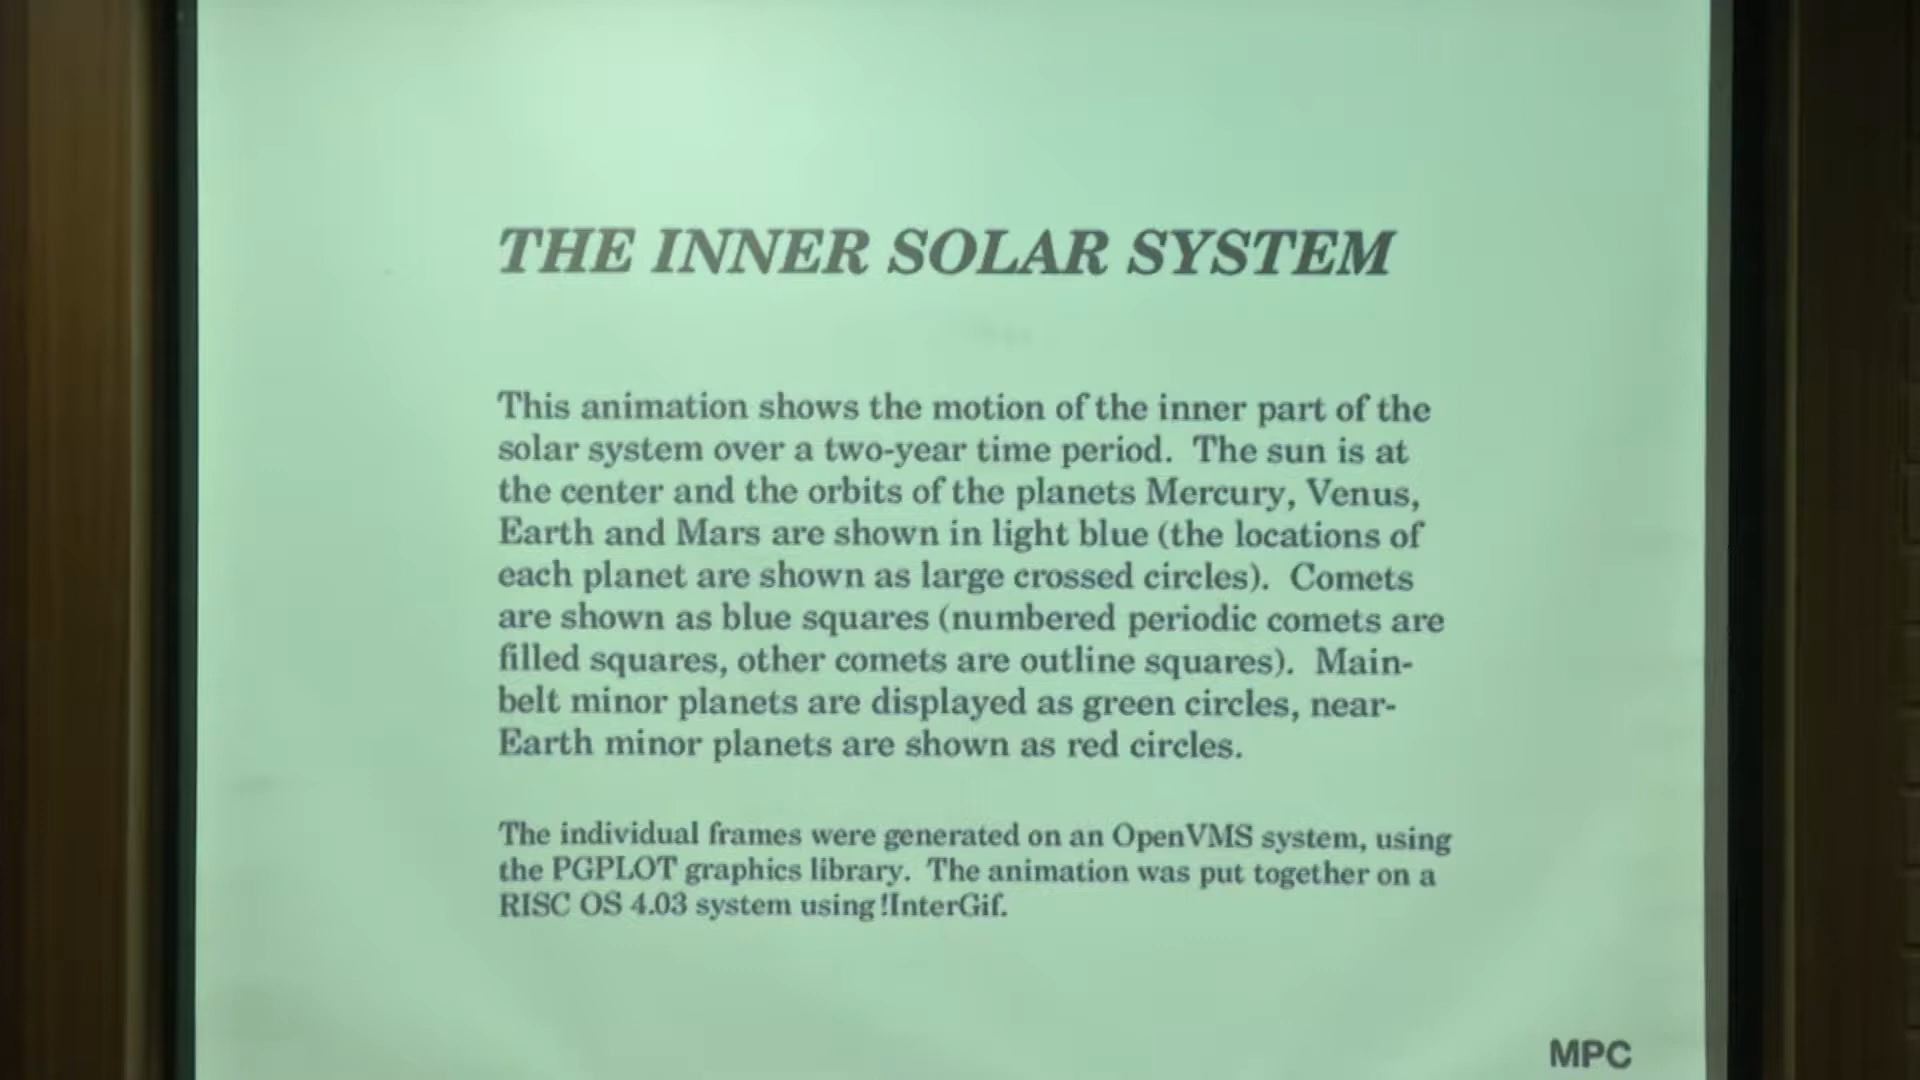 THE INNER SOLAR SYSTEM
This animation shows the motion of the inner part of the
solar system over a two-year time period. The sun is at
the center and the orbits of the planets Mercury, Venus,
Earth and Mars are shown in light blue (the locations of
each planet are shown as large crossed circles). Comets
are shown as blue squares (numbered periodic comets are
filled squares, other comets are outline squares). Main-
belt minor planets are displayed as green circles, near-
Earth minor planets are shown as red circles.
The individual frames were generated on an OpenVMS system, using
the PGPLOT graphics library. The animation was put together on a
RISC OS 4.03 system using !InterGif.
MPC